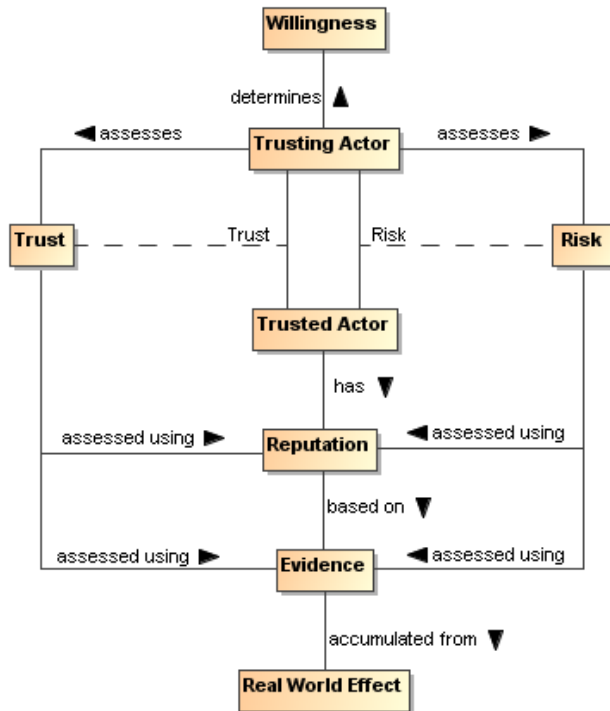 Willingness
determines
assesses
assesses
Trusting Actor
Trust
Trust
Risk
Risk
Trusted Actor
has
assessed using
assessed using
Reputation
based on
assessed using
assessed using
Evidence
accumulated from
Real World Effect